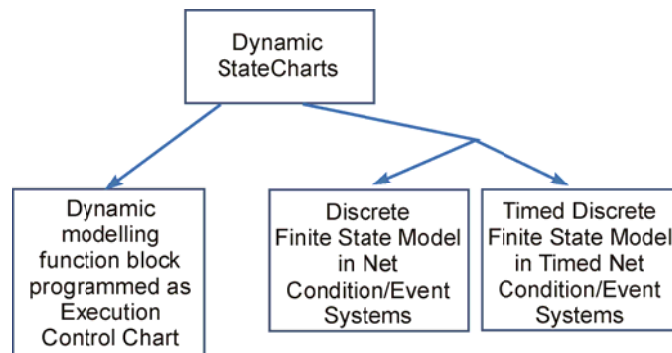 Dynamic
StateCharts
Dynamic
modelling
function block
programmed as
Execution
Control Chart
Discrete
Finite State Model
in Net
Condition/Event
Systems
Timed Discrete
Finite State Model
in Timed Net
Condition/Event
Systems